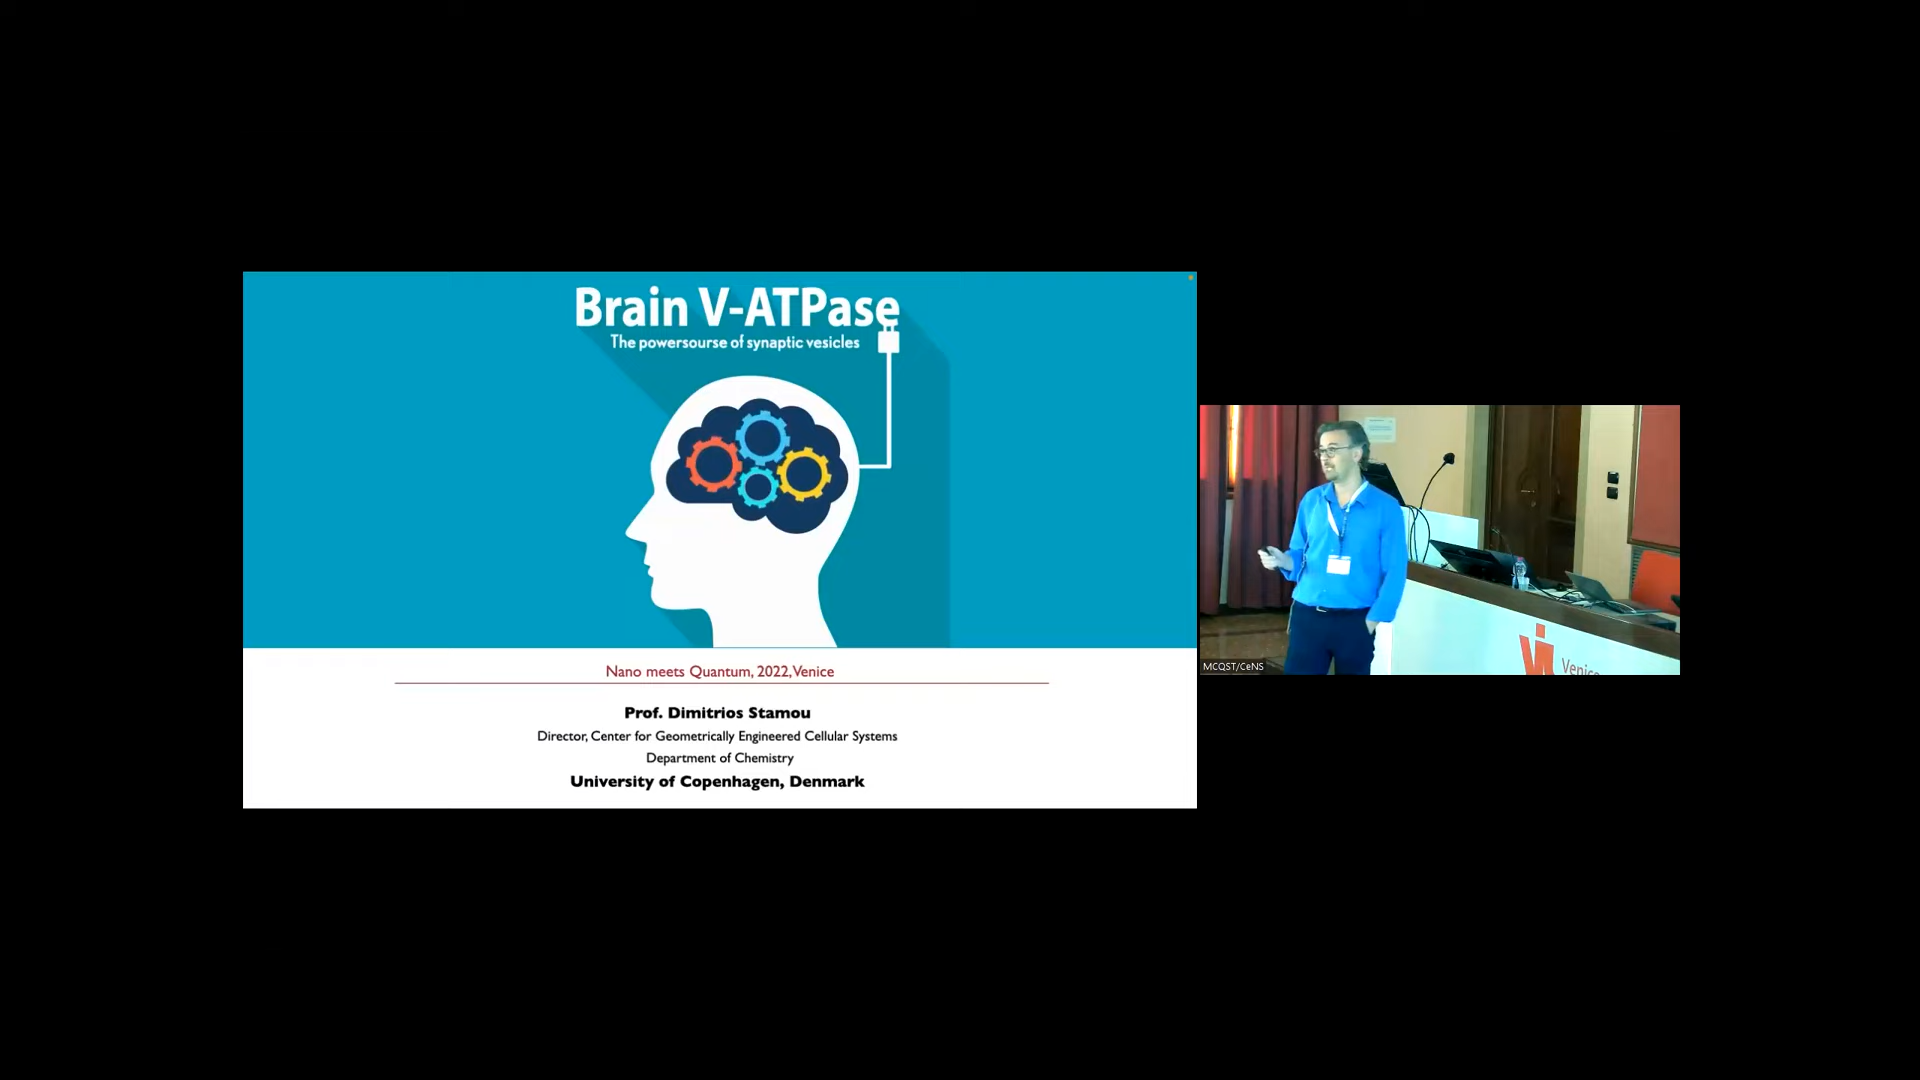 Brain V-ATPase
The powersourse of synaptic vesicles
Nano meets Quantum, 2022, Venice
Prof. Dimitrios Stamou
Director, Center for Geometrically Engineered Cellular Systems
Department of Chemistry
University of Copenhagen, Denmark
MCQST/CeNS
Venice